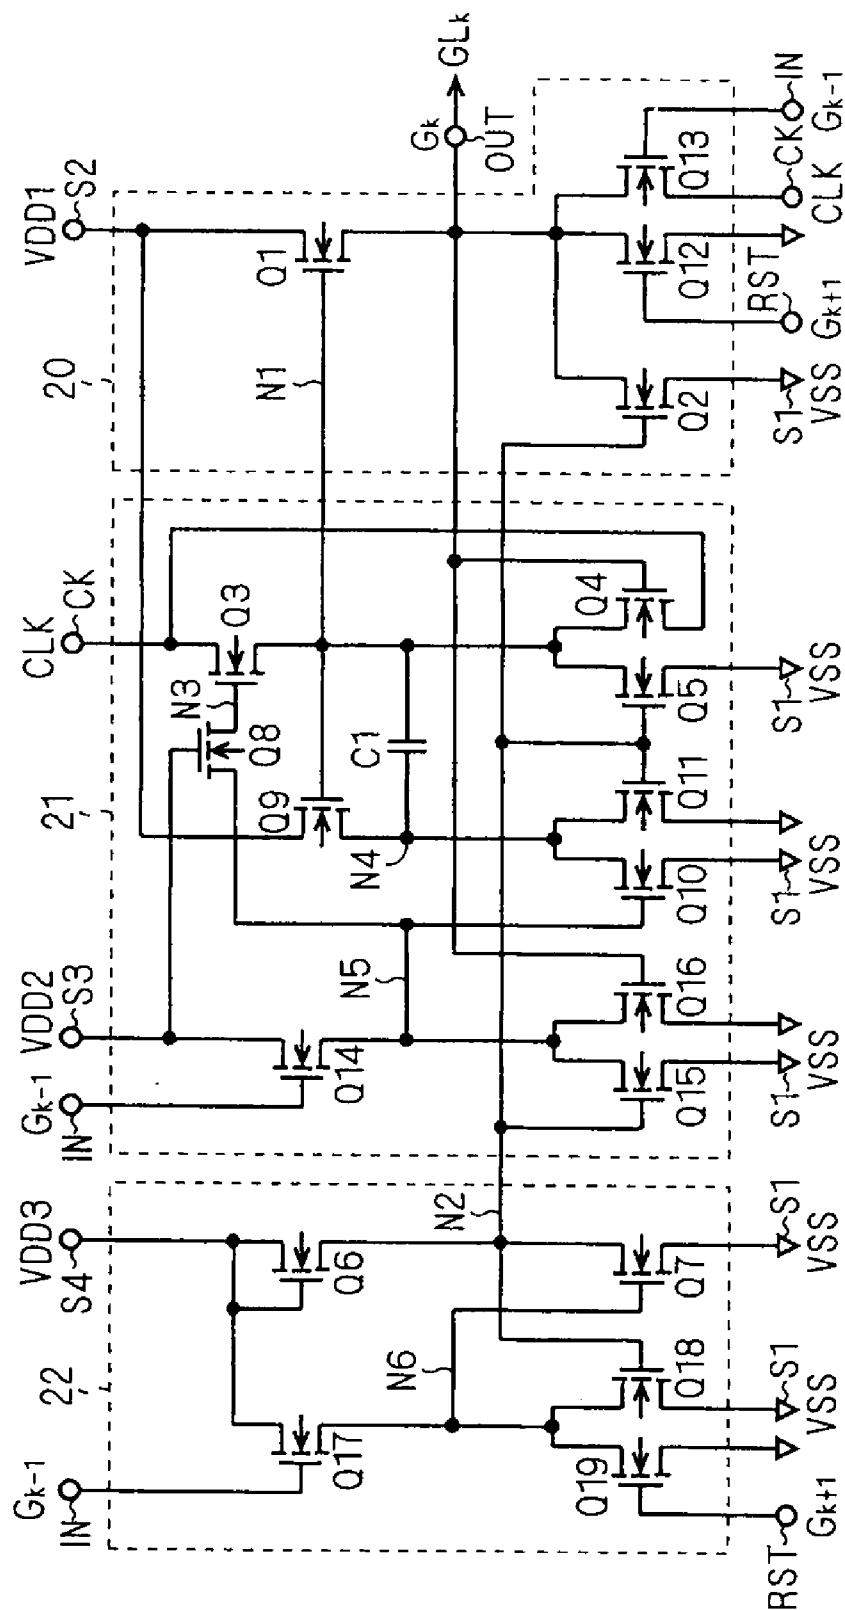 Gk-1
IN
VDD3
S4
Gk-1
IN
VDD2
S3
CLK
CK
VDD1
S2
22
21
20
Q17
Q6
Q14
Q9
Q8
N3
Q3
N1
Q1
N6
N2
N5
N4
C1
Gk
OUT
GLk
Q19
Q18
Q7
Q15
Q16
Q10
Q11
Q5
Q4
Q2
Q12
Q13
RST
Gk+1
S1
VSS
S1
VSS
S1
VSS
S1
VSS
S1
VSS
S1
VSS
RST
Gk+1
CLK
CK
IN
Gk-1